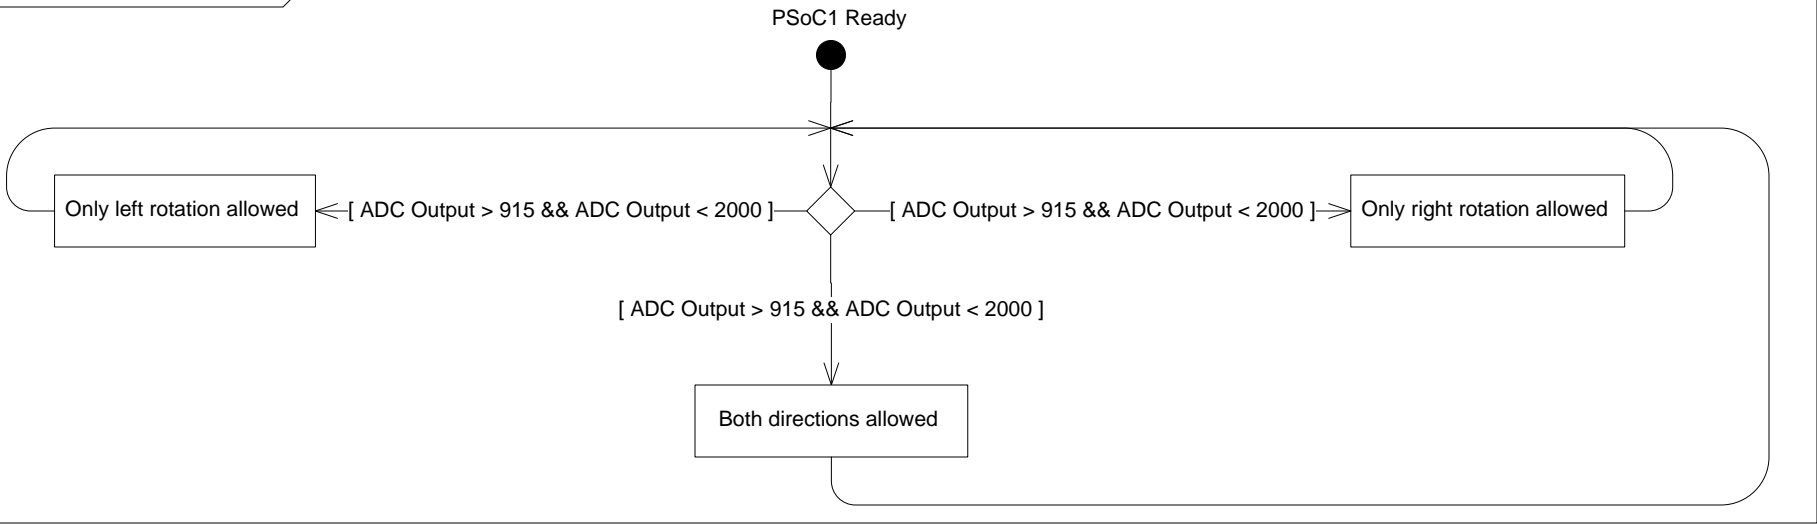 PSoC1 Ready
Only left rotation allowed
[ ADC Output > 915 && ADC Output < 2000 ]
[ ADC Output > 915 && ADC Output < 2000 ]
Only right rotation allowed
[ ADC Output > 915 && ADC Output < 2000 ]
Both directions allowed